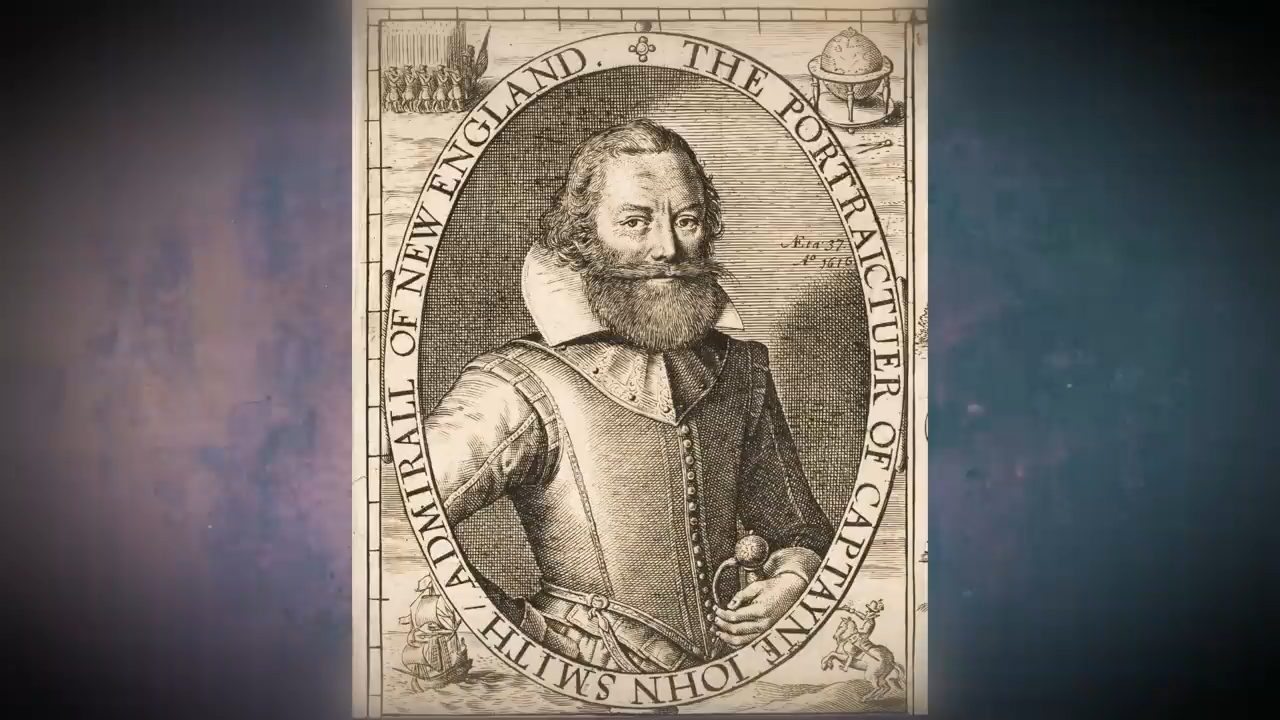 THE PORTRAICTUER OF CAPTAYNE IOHN SMITH / ADMIRALL OF NEW ENGLAND.
Æta 37
Aº 1616